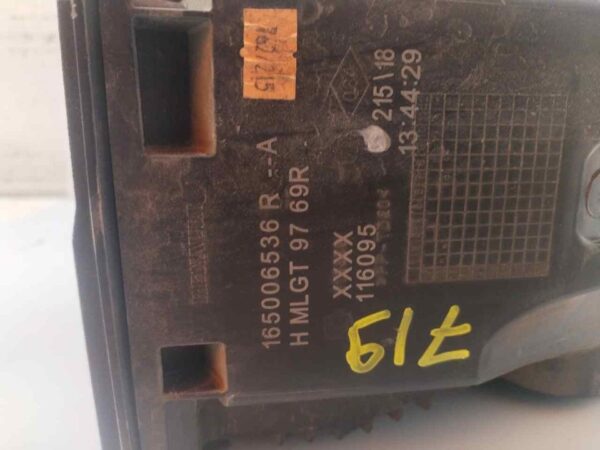 165006536 R --A
H MLGT 97 69R
XXXX
116095
215\18
13:44:29
719